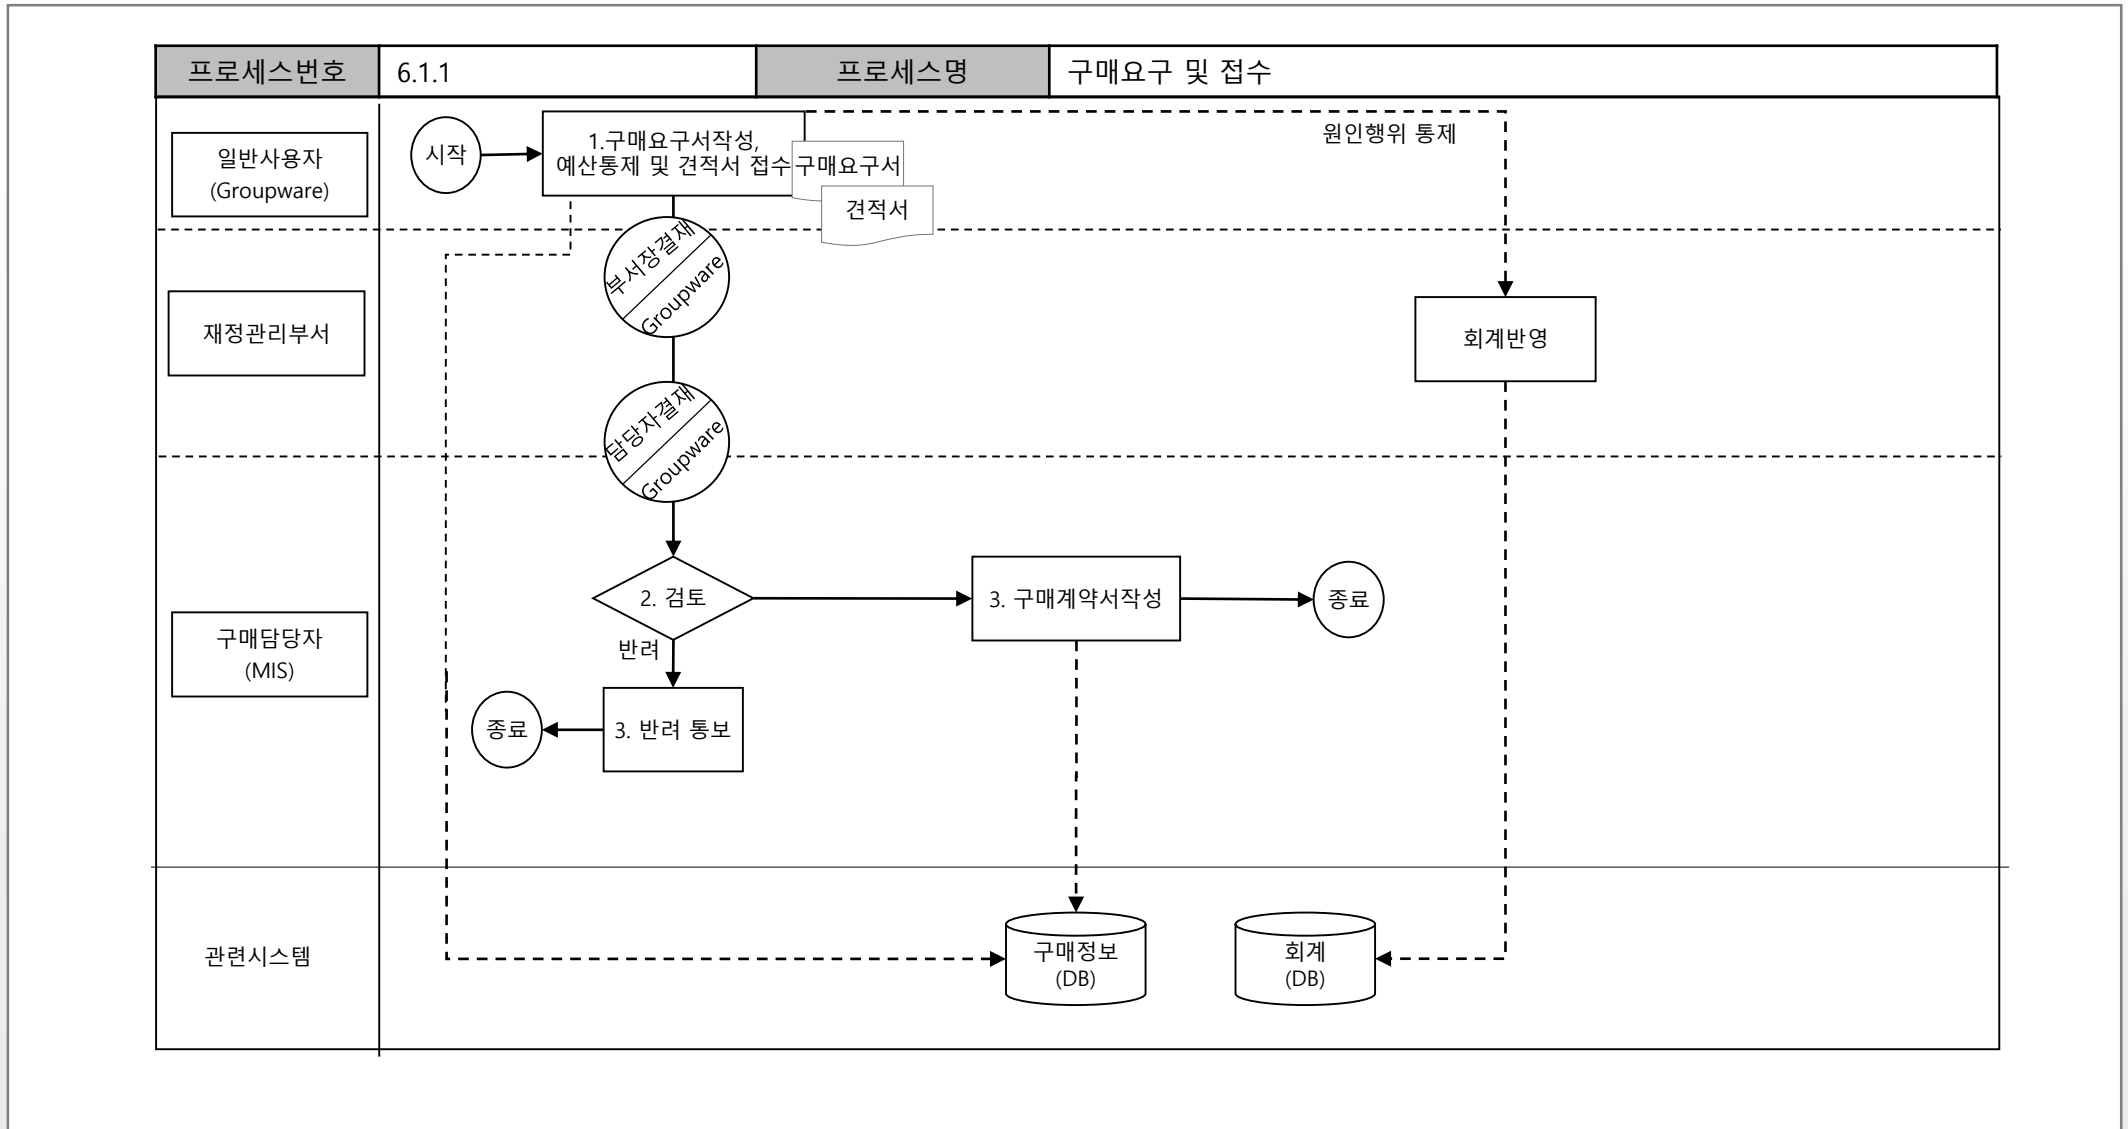 프로세스번호
6.1.1
프로세스명
구매요구 및 접수
일반사용자
(Groupware)
시작
1.구매요구서작성,
예산통제 및 견적서 접수
구매요구서
견적서
원인행위 통제
부서장결재
Groupware
재정관리부서
회계반영
담당자결재
Groupware
구매담당자
(MIS)
2. 검토
3. 구매계약서작성
종료
반려
종료
3. 반려 통보
관련시스템
구매정보
(DB)
회계
(DB)